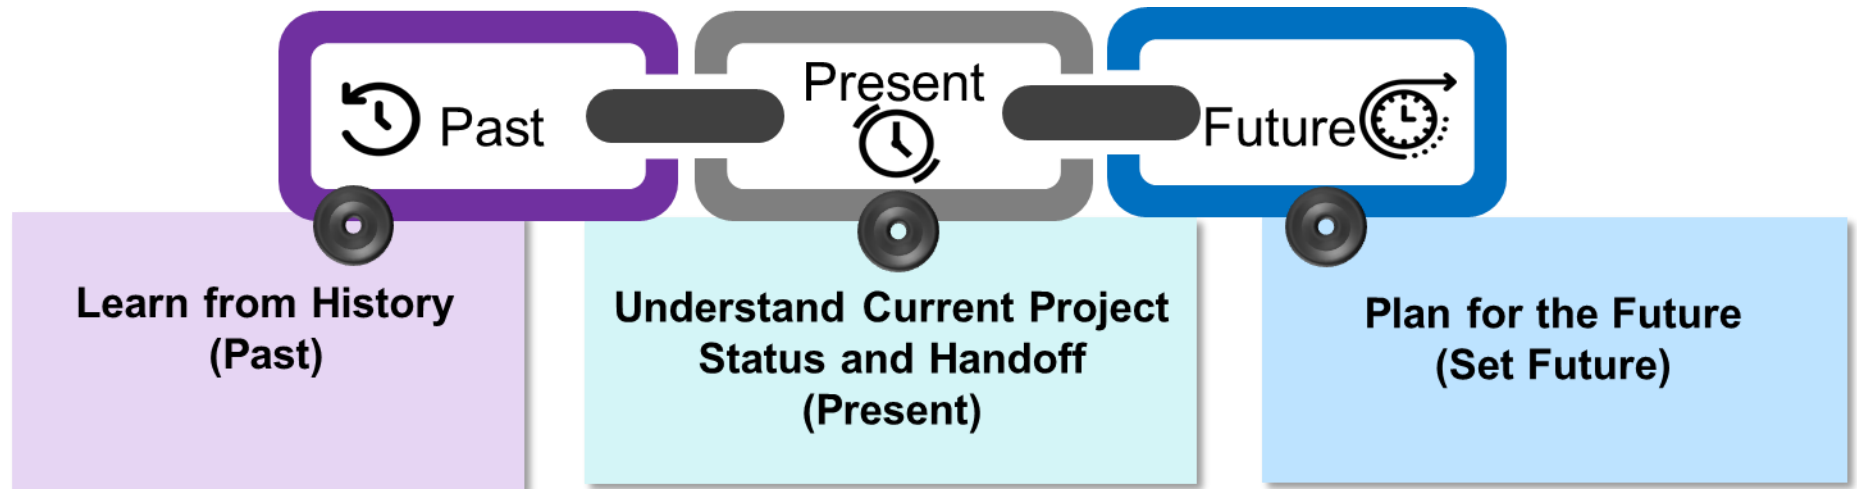 Past
Present
Future
Learn from History
(Past)
Understand Current Project
Status and Handoff
(Present)
Plan for the Future
(Set Future)